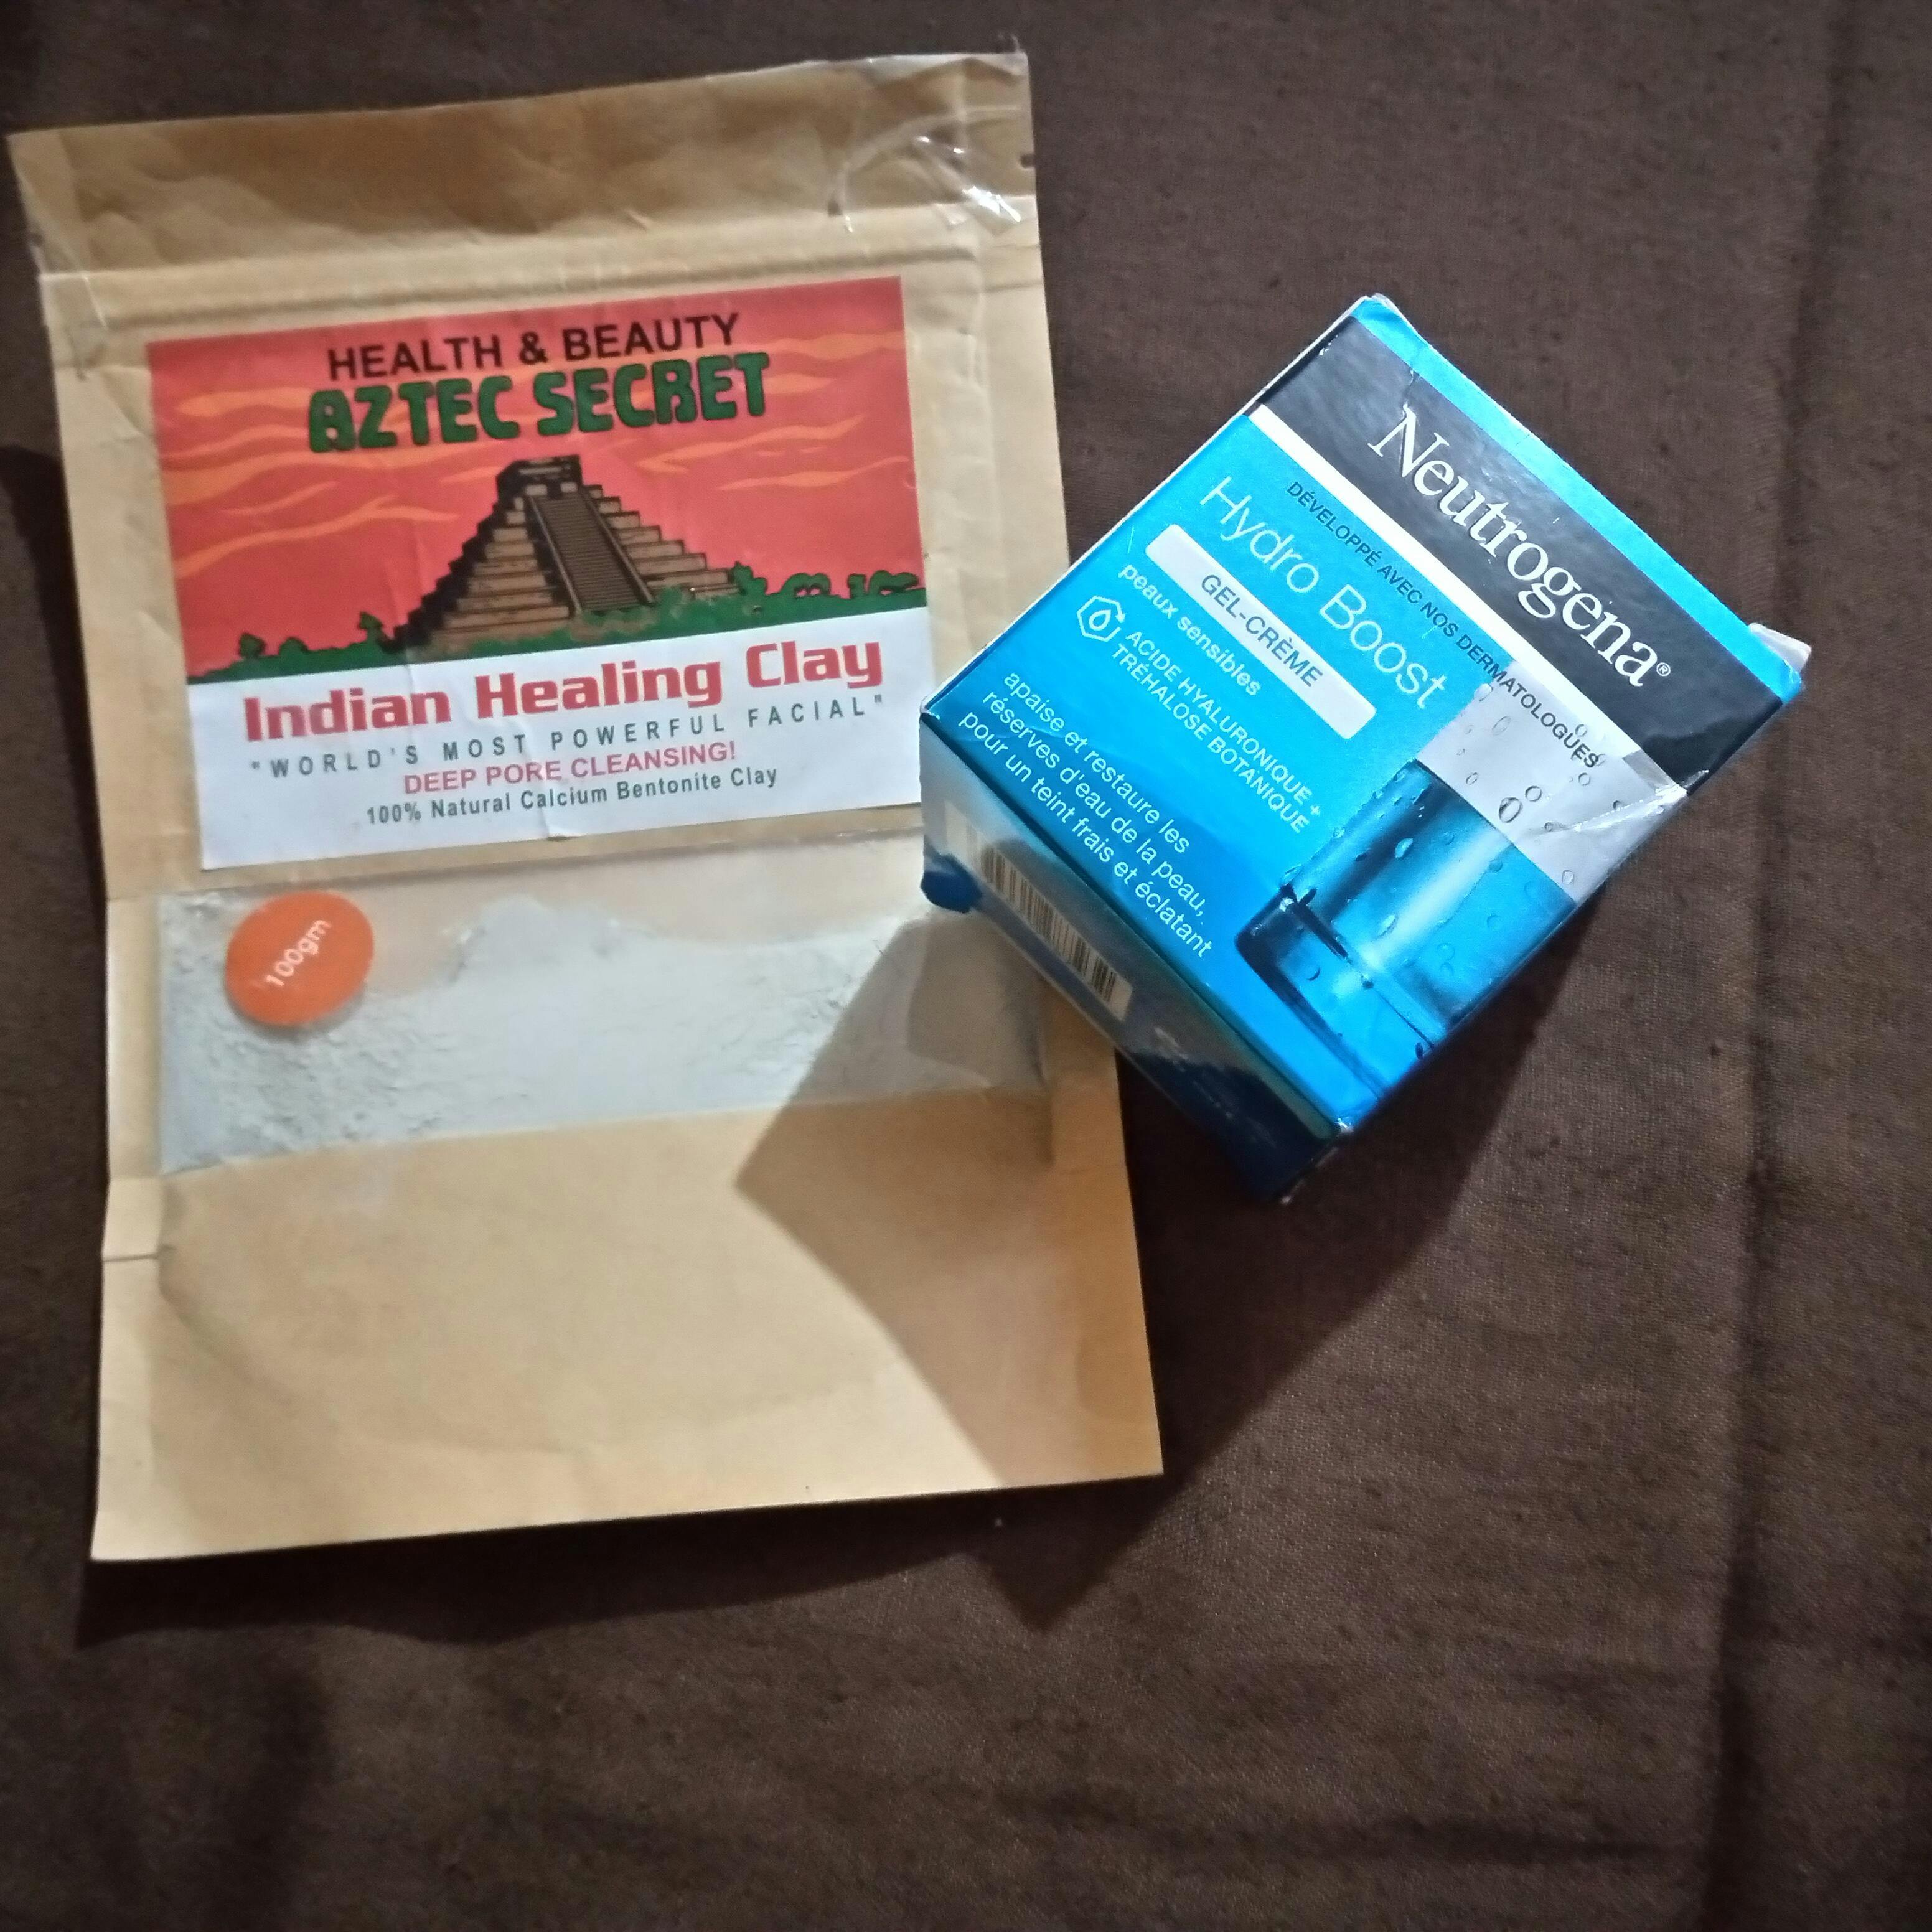 HEALTH & BEAUTY
AZTEC SECRET
Indian Healing Clay
"WORLD'S MOST POWERFUL FACIAL"
DEEP PORE CLEANSING!
100% Natural Calcium Bentonite Clay
100gm
Neutrogena®
DÉVELOPPÉ AVEC NOS DERMATOLOGUES
Hydro Boost
GEL-CRÈME
peaux sensibles
ACIDE HYALURONIQUE +
TRÉHALOSE BOTANIQUE
apaise et restaure les
réserves d'eau de la peau,
pour un teint frais et éclatant